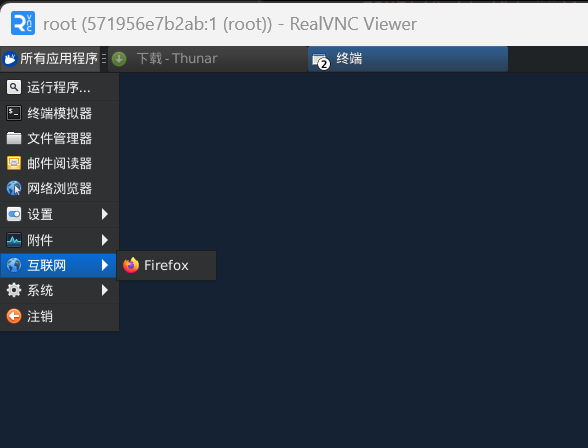 root (571956e7b2ab:1 (root)) - RealVNC Viewer
所有应用程序 下载 - Thunar 2 终端
运行程序...
终端模拟器
文件管理器
邮件阅读器
网络浏览器
设置
附件
互联网 Firefox
系统
注销